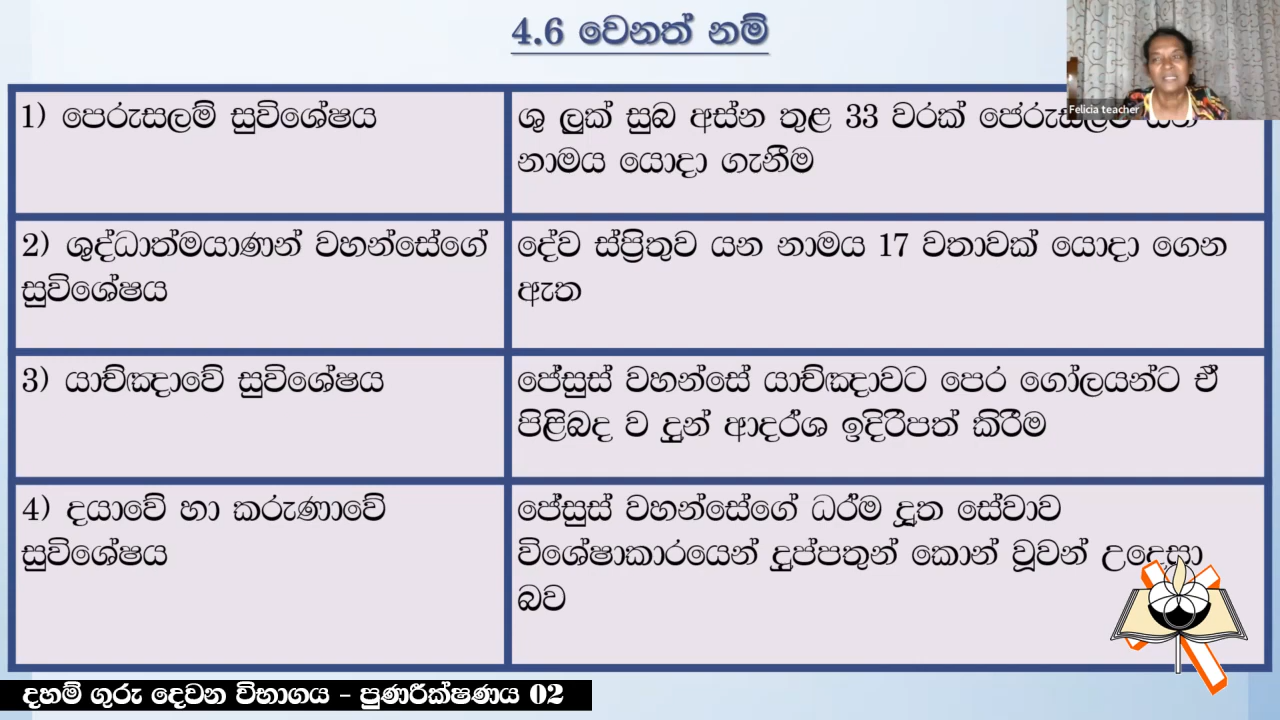 4.6 වෙනත් නම්
Felicia teacher
1) පෙරුසලම් සුවිශේෂය
ශු ලුක් සුබ අස්න තුළ 33 වරක් ජෙරුසලම්
නාමය යොදා ගැනීම
2) ශුද්ධාත්මයාණන් වහන්සේගේ
සුවිශේෂය
දේව ස්ප්‍රිතුව යන නාමය 17 වතාවක් යොදා ගෙන
ඇත
3) යාච්ඤාවේ සුවිශේෂය
ජේසුස් වහන්සේ යාච්ඤාවට පෙර ගෝලයන්ට ඒ
පිළිබද ව දුන් ආදර්ශ ඉදිරිපත් කිරීම
4) දයාවේ හා කරුණාවේ
සුවිශේෂය
ජේසුස් වහන්සේගේ ධර්ම දූත සේවාව
විශේෂාකාරයෙන් දුප්පතුන් කොන් වූවන් උදෙසා
බව
දහම් ගුරු දෙවන විභාගය - පුණරීක්ෂණය 02